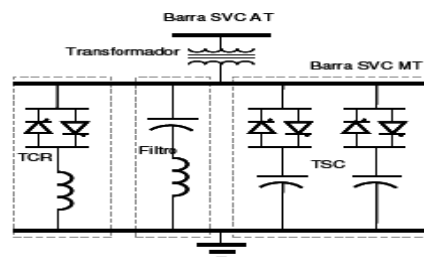 Barra SVC AT
Transformador
Barra SVC MT
TCR
Filtro
TSC